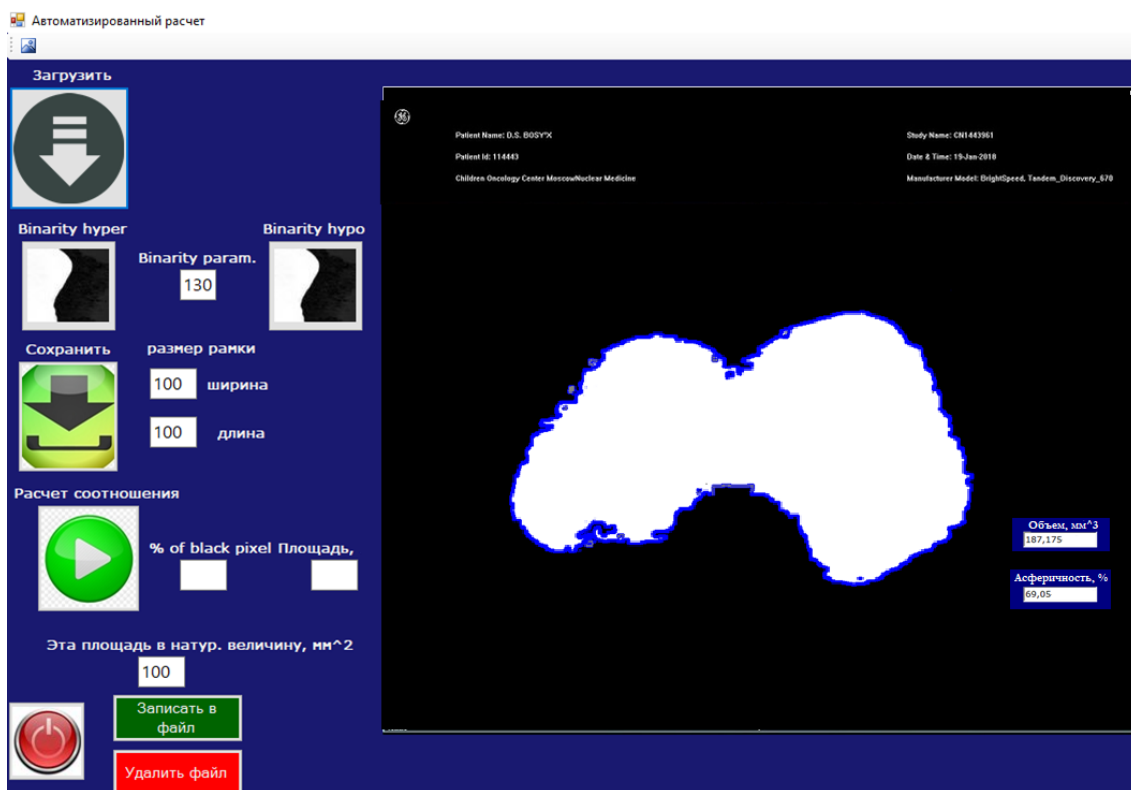 Автоматизированный расчет
Загрузить
Patient Name: D.S. BOSY'X
Study Name: CN1443961
Patient Id: 114443
Date & Time: 19-Jan-2018
Children Oncology Center MoscowNuclear Medicine
Manufacturer Model: BrightSpeed, Tandem_Discovery_670
Binarity hyper
Binarity hypo
Binarity param.
130
Сохранить
размер рамки
100 ширина
100 длина
Расчет соотношения
% of black pixel Площадь,
Объем, мм^3
187,175
Асферичность, %
69,05
Эта площадь в натур. величину, мм^2
100
Записать в
файл
Удалить файл